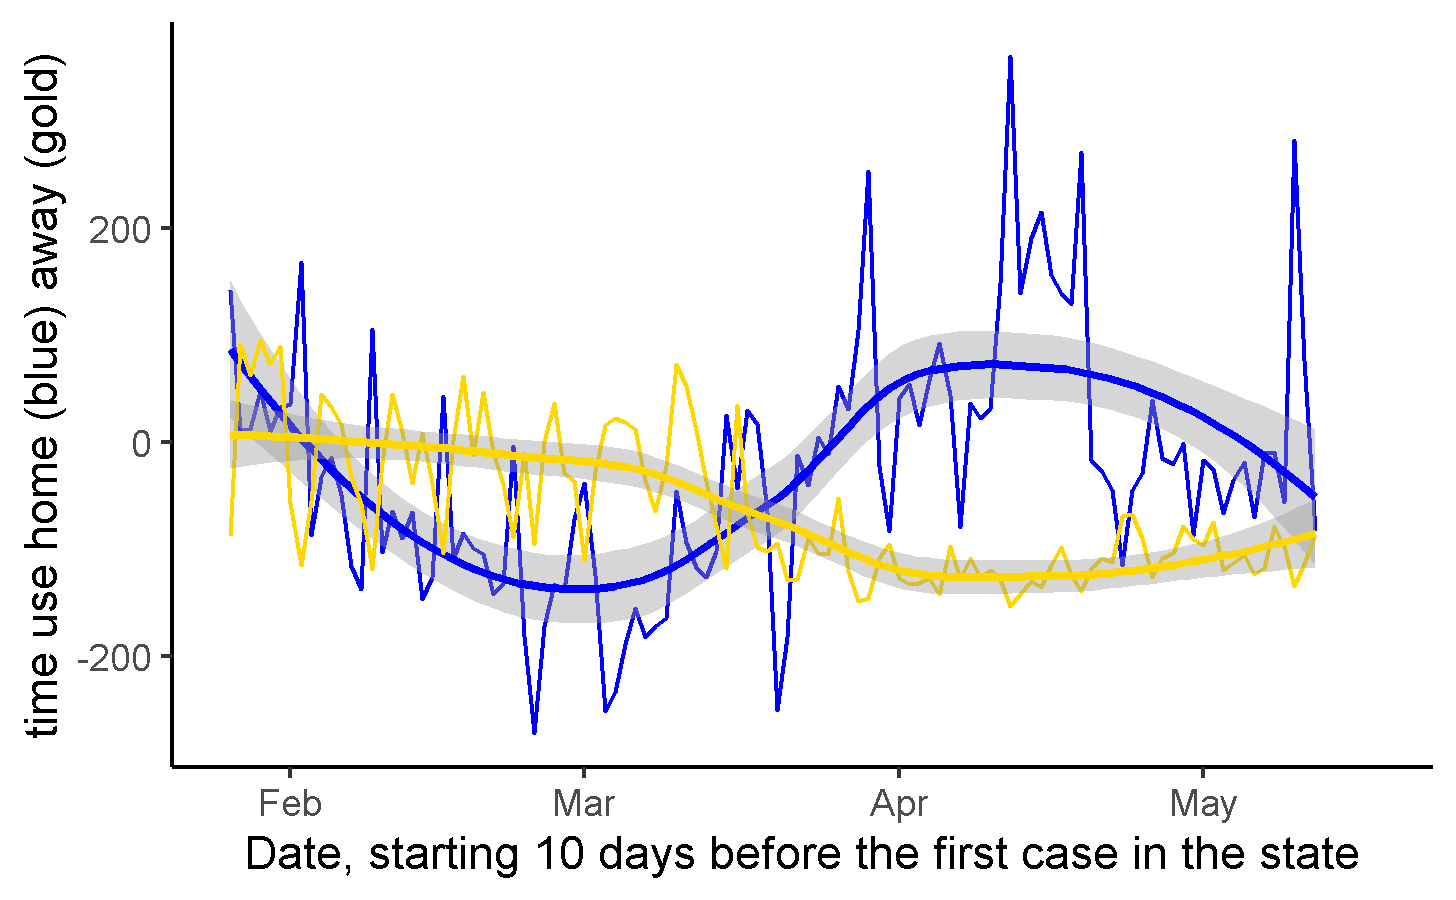 time use home (blue) away (gold)
200
0
-200
Feb Mar Apr May
Date, starting 10 days before the first case in the state